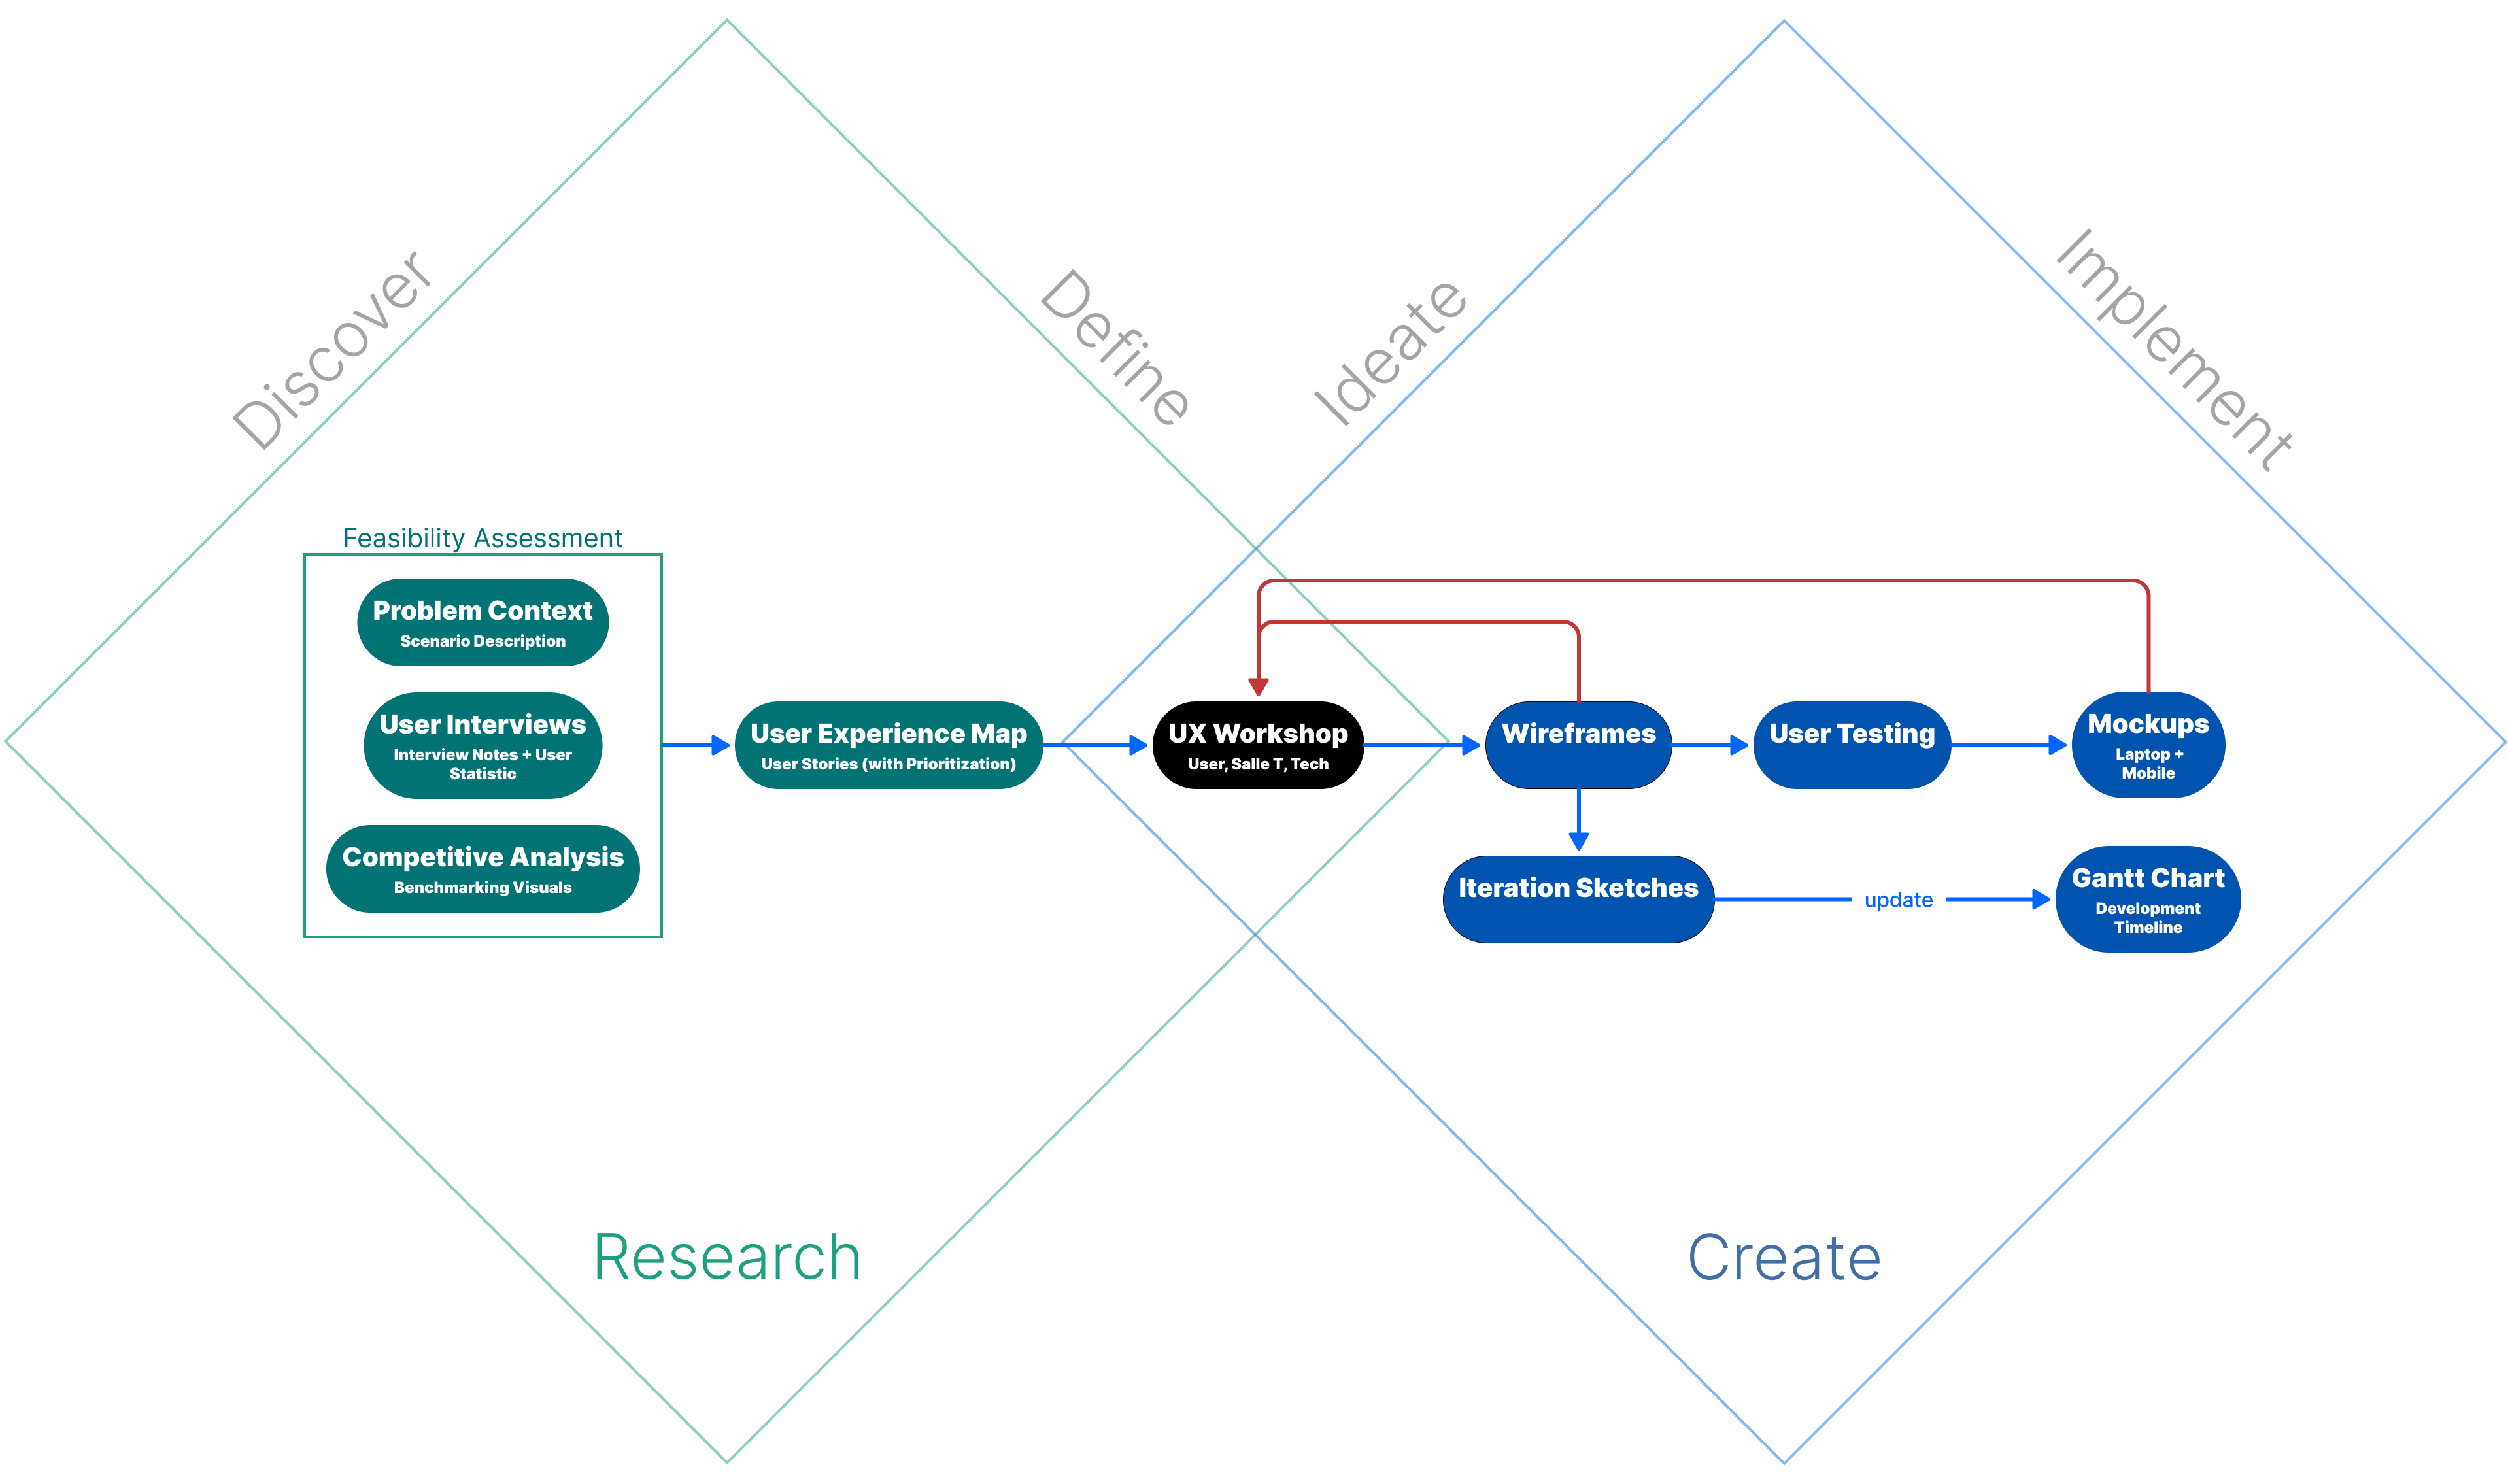 Discover
Define
Ideate
Implement
Feasibility Assessment
Problem Context
Scenario Description
User Interviews
Interview Notes + User
Statistic
Competitive Analysis
Benchmarking Visuals
User Experience Map
User Stories (with Prioritization)
UX Workshop
User, Salle T, Tech
Wireframes
User Testing
Mockups
Laptop +
Mobile
Iteration Sketches
update
Gantt Chart
Development
Timeline
Research
Create